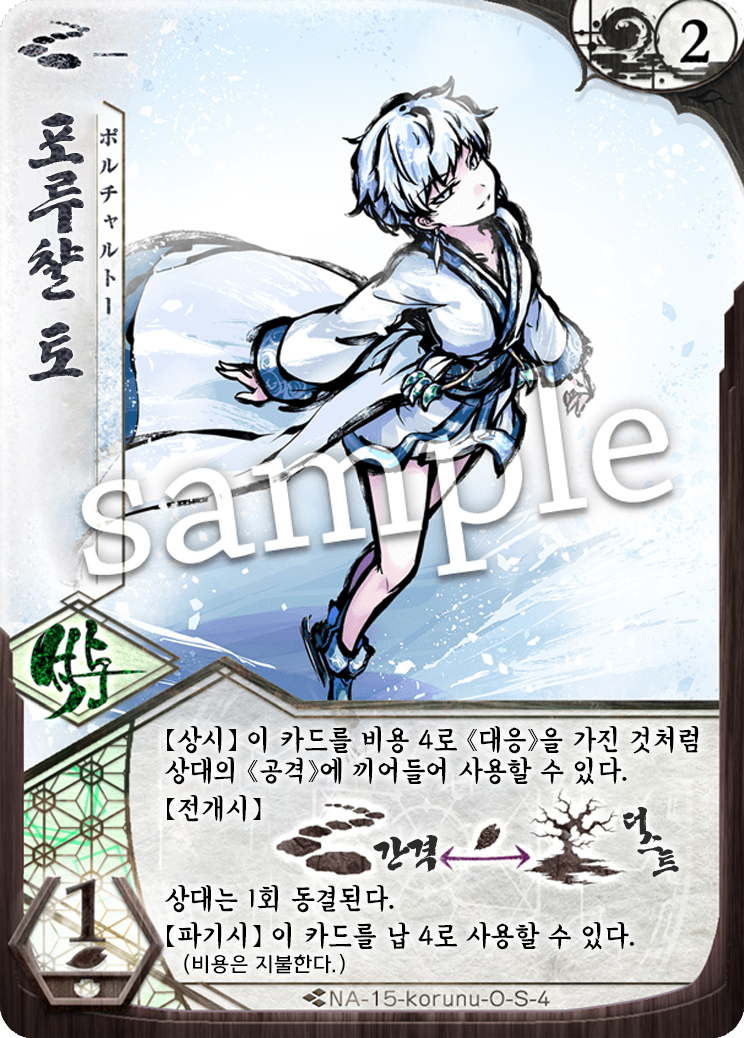 2
포루챨 토
ポルチャルトー
sample
부여
【상시】 이 카드를 비용 4로 《대응》을 가진 것처럼
상대의 《공격》에 끼어들어 사용할 수 있다.
【전개시】
간격
더스트
상대는 1회 동결된다.
【파기시】 이 카드를 납 4로 사용할 수 있다.
(비용은 지불한다.)
1
NA-15-korunu-O-S-4